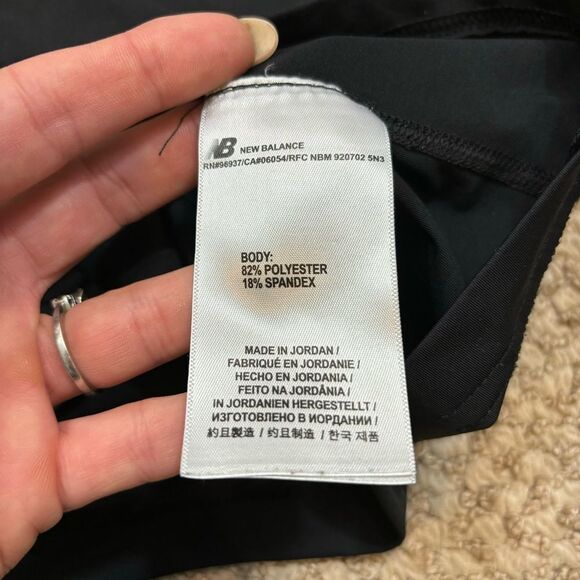 NB NEW BALANCE
RN#96937/CA#06054/RFC NBM 920702 5N3
BODY:
82% POLYESTER
18% SPANDEX
MADE IN JORDAN /
FABRIQUÉ EN JORDANIE /
HECHO EN JORDANIA /
FEITO NA JORDÂNIA /
IN JORDANIEN HERGESTELLT /
ИЗГОТОВЛЕНО В ИОРДАНИИ /
約旦製造 / 约旦制造 / 한국 제품